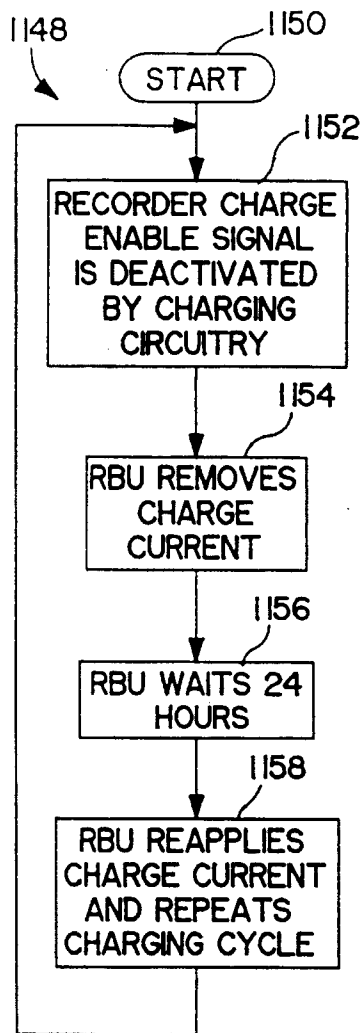 1148
1150
START
1152
RECORDER CHARGE
ENABLE SIGNAL
IS DEACTIVATED
BY CHARGING
CIRCUITRY
1154
RBU REMOVES
CHARGE
CURRENT
1156
RBU WAITS 24
HOURS
1158
RBU REAPPLIES
CHARGE CURRENT
AND REPEATS
CHARGING CYCLE